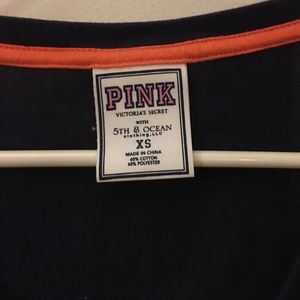 PINK
VICTORIA'S SECRET
WITH
5TH & OCEAN
clothing, LLC
XS
MADE IN CHINA
60% COTTON
40% POLYESTER